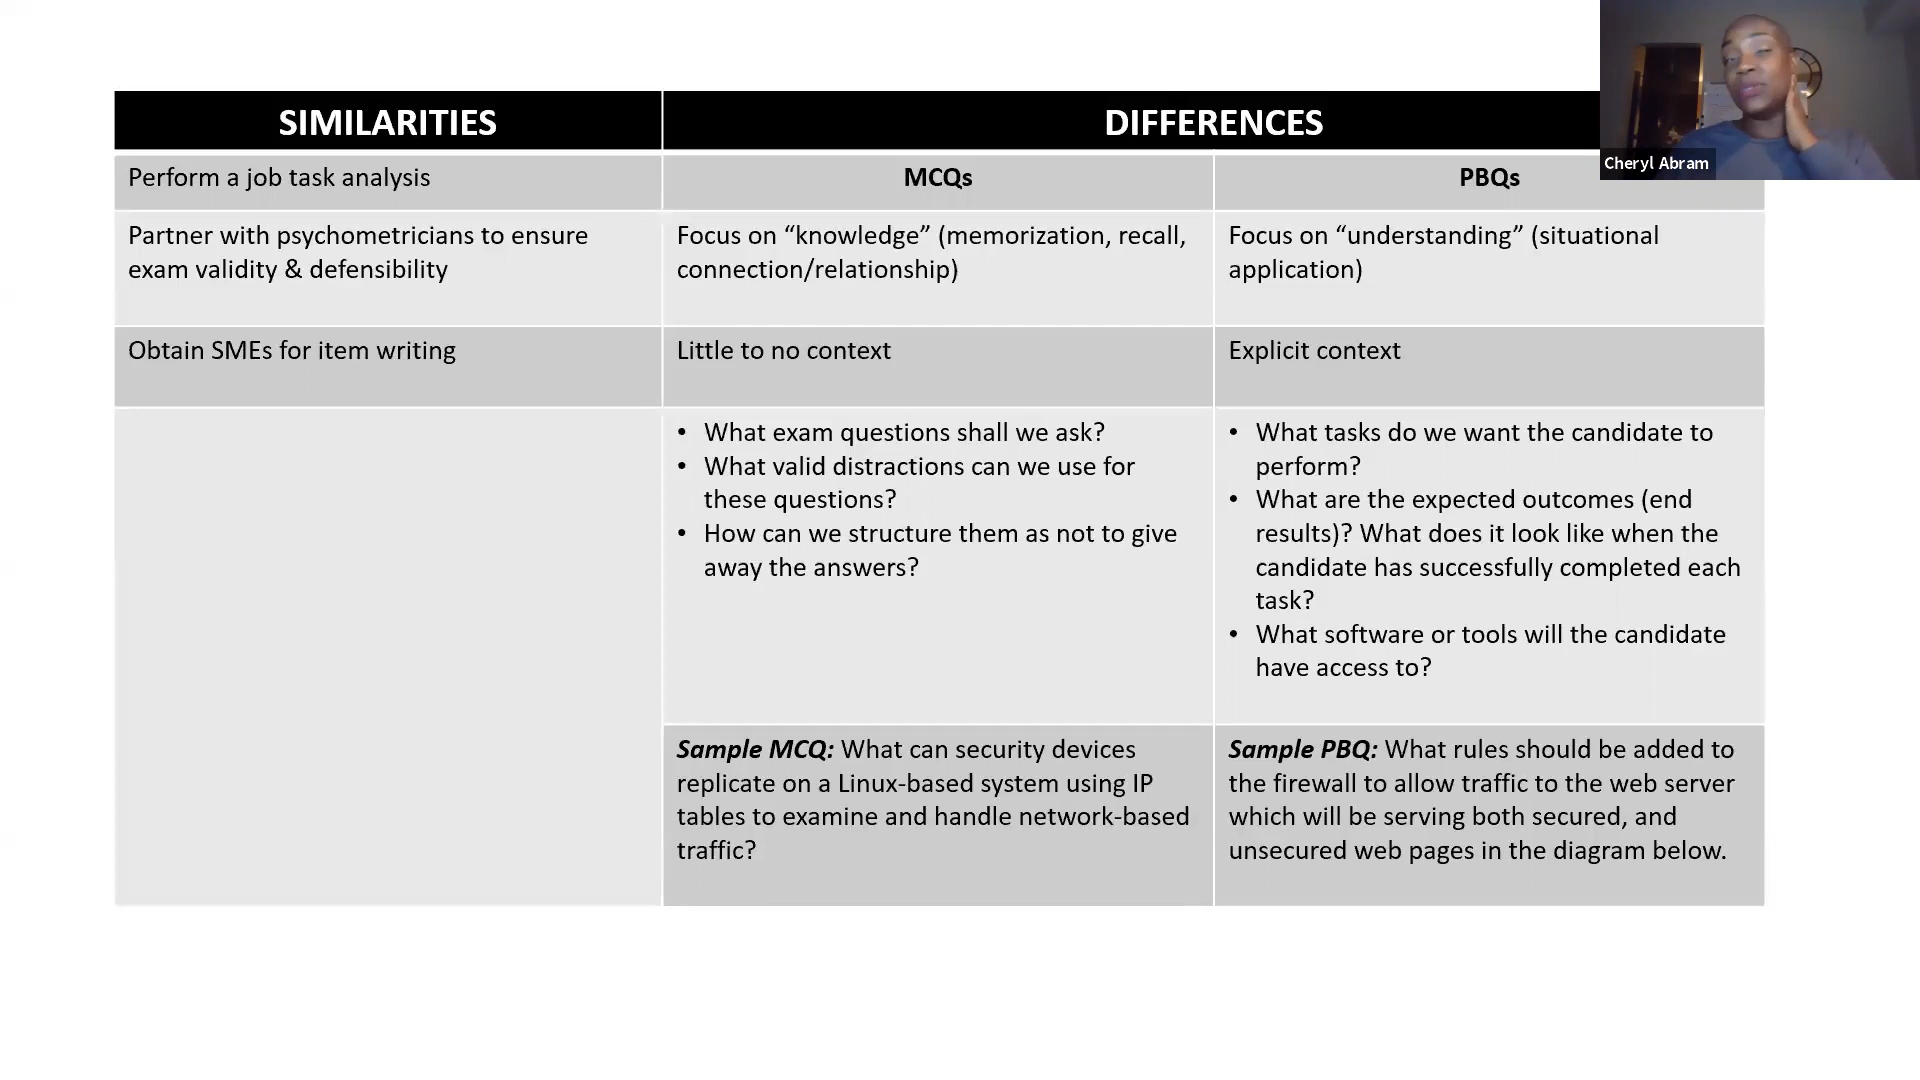 SIMILARITIES
DIFFERENCES
Cheryl Abram
Perform a job task analysis
MCQs
PBQs
Partner with psychometricians to ensure
exam validity & defensibility
Focus on “knowledge” (memorization, recall,
connection/relationship)
Focus on “understanding” (situational
application)
Obtain SMEs for item writing
Little to no context
Explicit context
• What exam questions shall we ask?
• What valid distractions can we use for
these questions?
• How can we structure them as not to give
away the answers?
• What tasks do we want the candidate to
perform?
• What are the expected outcomes (end
results)? What does it look like when the
candidate has successfully completed each
task?
• What software or tools will the candidate
have access to?
Sample MCQ: What can security devices
replicate on a Linux-based system using IP
tables to examine and handle network-based
traffic?
Sample PBQ: What rules should be added to
the firewall to allow traffic to the web server
which will be serving both secured, and
unsecured web pages in the diagram below.